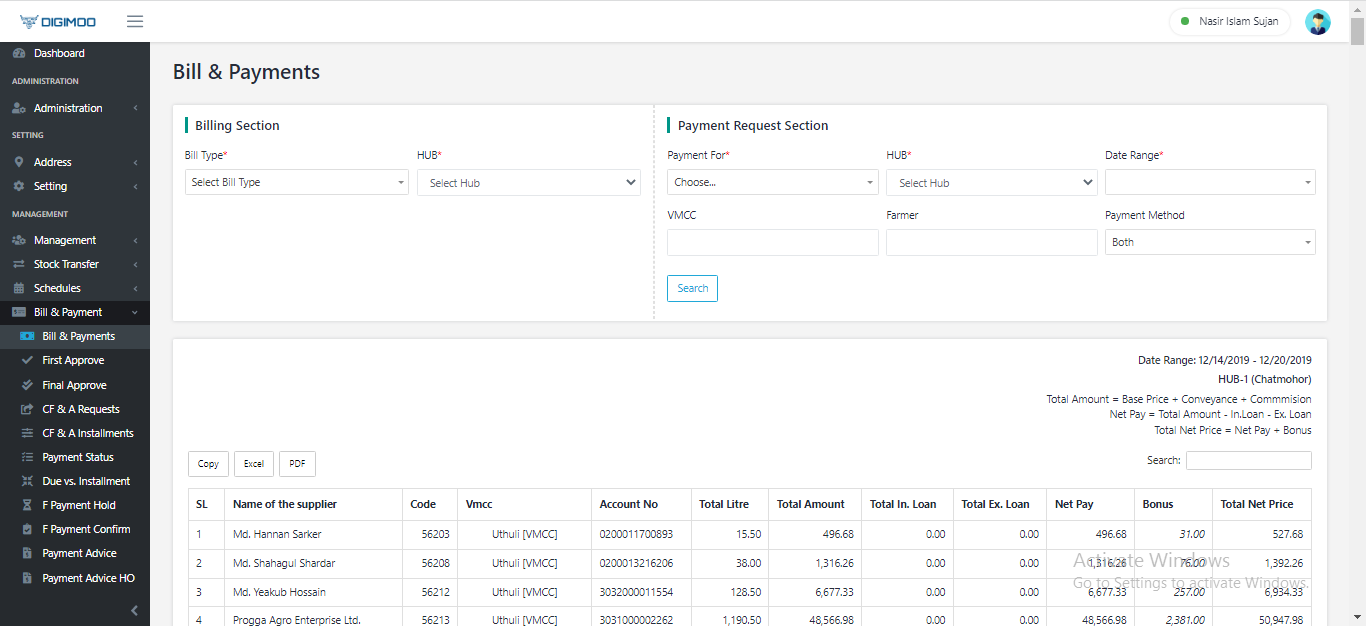 DIGIMOO
Nasir Islam Sujan
Dashboard
ADMINISTRATION
Administration
SETTING
Address
Setting
MANAGEMENT
Management
Stock Transfer
Schedules
Bill & Payment
Bill & Payments
First Approve
Final Approve
CF & A Requests
CF & A Installments
Payment Status
Due vs. Installment
F Payment Hold
F Payment Confirm
Payment Advice
Payment Advice HO
Bill & Payments
Billing Section
Bill Type* HUB*
Select Bill Type Select Hub
Payment Request Section
Payment For* HUB* Date Range*
Choose... Select Hub
VMCC Farmer Payment Method
Both
Search
Date Range: 12/14/2019 - 12/20/2019
HUB-1 (Chatmohor)
Total Amount = Base Price + Conveyance + Commmision
Net Pay = Total Amount - In.Loan - Ex. Loan
Total Net Price = Net Pay + Bonus
Copy Excel PDF Search:
SL Name of the supplier Code Vmcc Account No Total Litre Total Amount Total In. Loan Total Ex. Loan Net Pay Bonus Total Net Price
1 Md. Hannan Sarker 56203 Uthuli [VMCC] 0200011700893 15.50 496.68 0.00 0.00 496.68 31.00 527.68
2 Md. Shahagul Shardar 56208 Uthuli [VMCC] 0200013216206 38.00 1,316.26 0.00 0.00 1,316.26 76.00 1,392.26
3 Md. Yeakub Hossain 56212 Uthuli [VMCC] 3032000011554 128.50 6,677.33 0.00 0.00 6,677.33 257.00 6,934.33
4 Progga Agro Enterprise Ltd. 56213 Uthuli [VMCC] 3031000002262 1,190.50 48,566.98 0.00 0.00 48,566.98 2,381.00 50,947.98
Activate Windows
Go to Settings to activate Windows.